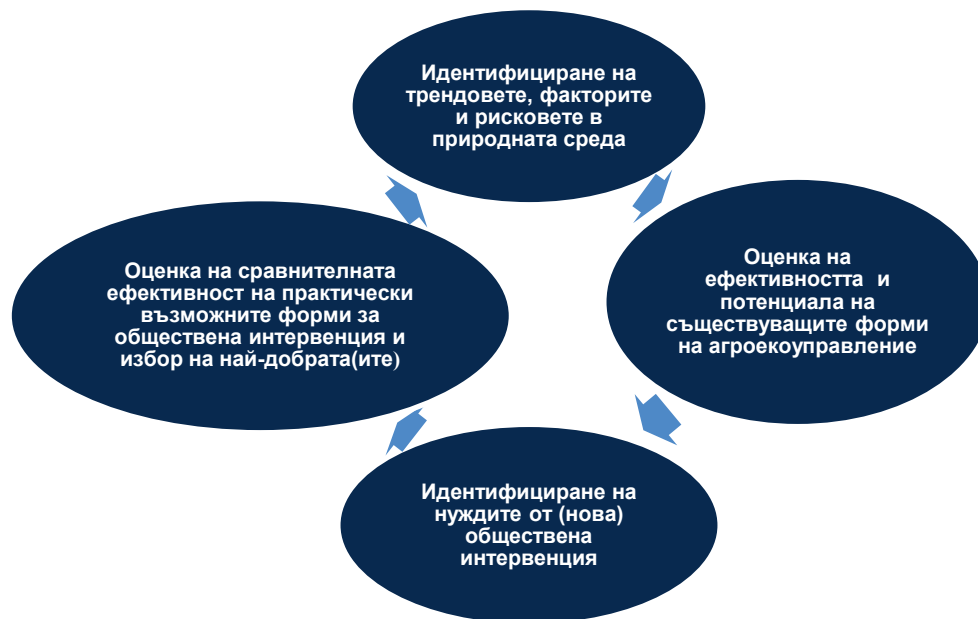 Идентифициране на
трендовете, факторите
и рисковете в
природната среда
Оценка на
ефективността и
потенциала на
съществуващите форми
на агроекоуправление
Идентифициране на
нуждите от (нова)
обществена
интервенция
Оценка на сравнителната
ефективност на практически
възможните форми за
обществена интервенция и
избор на най-добрата(ите)